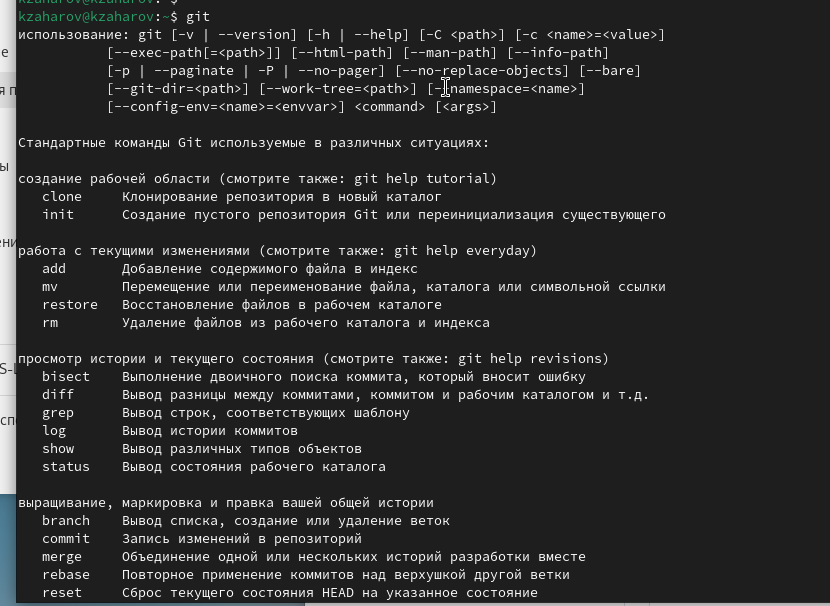 kzaharov@kzaharov:~$
kzaharov@kzaharov:~$ git
использование: git [-v | --version] [-h | --help] [-C <path>] [-c <name>=<value>]
[--exec-path[=<path>]] [--html-path] [--man-path] [--info-path]
[-p | --paginate | -P | --no-pager] [--no-replace-objects] [--bare]
[--git-dir=<path>] [--work-tree=<path>] [--namespace=<name>]
[--config-env=<name>=<envvar>] <command> [<args>]
Стандартные команды Git используемые в различных ситуациях:
создание рабочей области (смотрите также: git help tutorial)
clone Клонирование репозитория в новый каталог
init Создание пустого репозитория Git или переинициализация существующего
работа с текущими изменениями (смотрите также: git help everyday)
add Добавление содержимого файла в индекс
mv Перемещение или переименование файла, каталога или символьной ссылки
restore Восстановление файлов в рабочем каталоге
rm Удаление файлов из рабочего каталога и индекса
просмотр истории и текущего состояния (смотрите также: git help revisions)
bisect Выполнение двоичного поиска коммита, который вносит ошибку
diff Вывод разницы между коммитами, коммитом и рабочим каталогом и т.д.
grep Вывод строк, соответствующих шаблону
log Вывод истории коммитов
show Вывод различных типов объектов
status Вывод состояния рабочего каталога
выращивание, маркировка и правка вашей общей истории
branch Вывод списка, создание или удаление веток
commit Запись изменений в репозиторий
merge Объединение одной или нескольких историй разработки вместе
rebase Повторное применение коммитов над верхушкой другой ветки
reset Сброс текущего состояния HEAD на указанное состояние